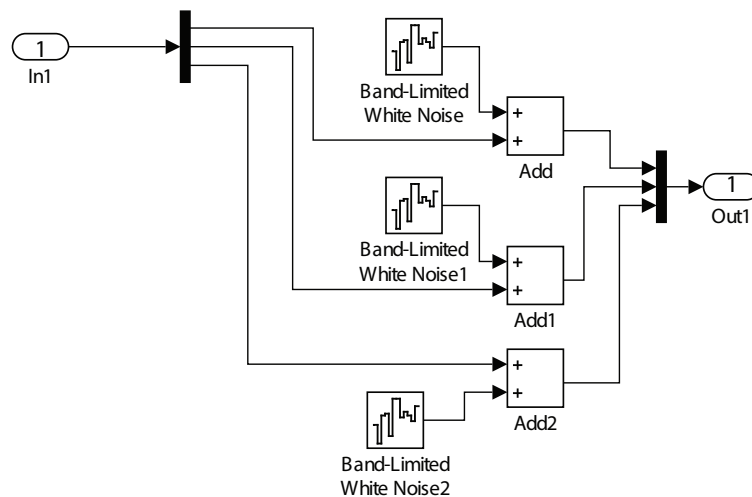 1
In1
Band-Limited
White Noise
+
+
Add
1
Out1
Band-Limited
White Noise1
+
+
Add1
+
+
Add2
Band-Limited
White Noise2